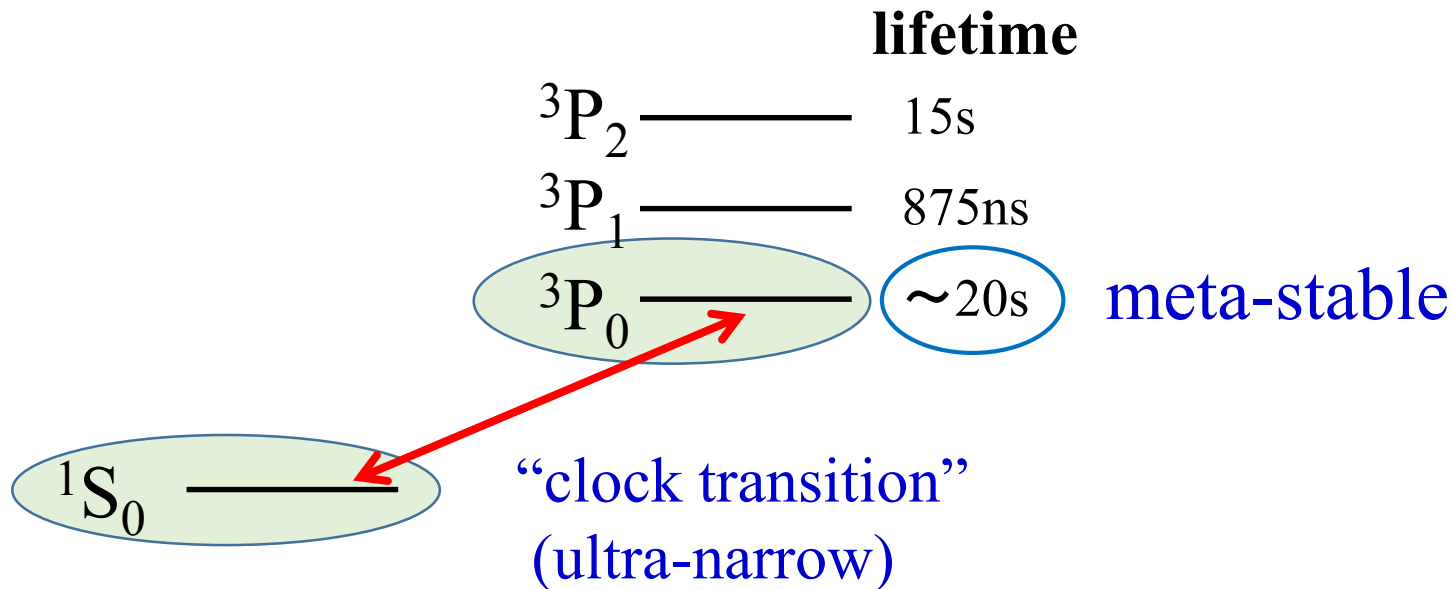 lifetime
³P₂ 15s
³P₁ 875ns
³P₀ ～20s meta-stable
¹S₀ “clock transition”
(ultra-narrow)